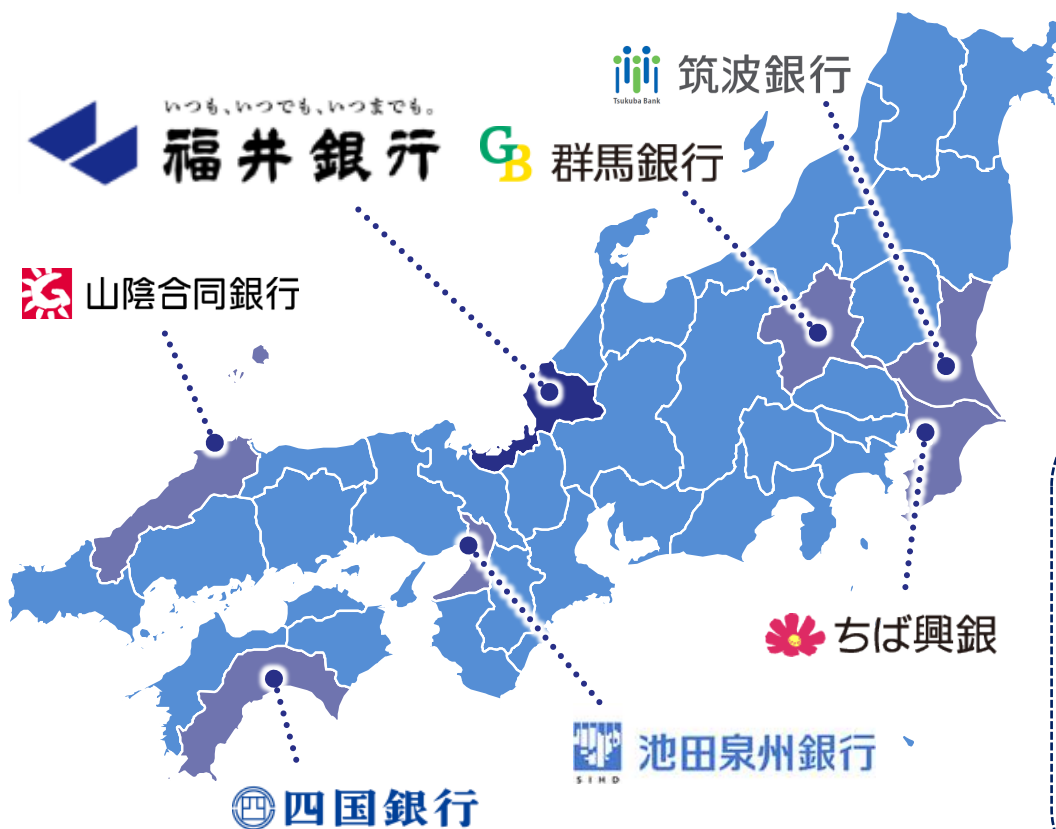 筑波銀行
Tsukuba Bank
いつも、いつでも、いつまでも。
福井銀行
GB 群馬銀行
山陰合同銀行
ちば興銀
池田泉州銀行
SIHD
四国銀行